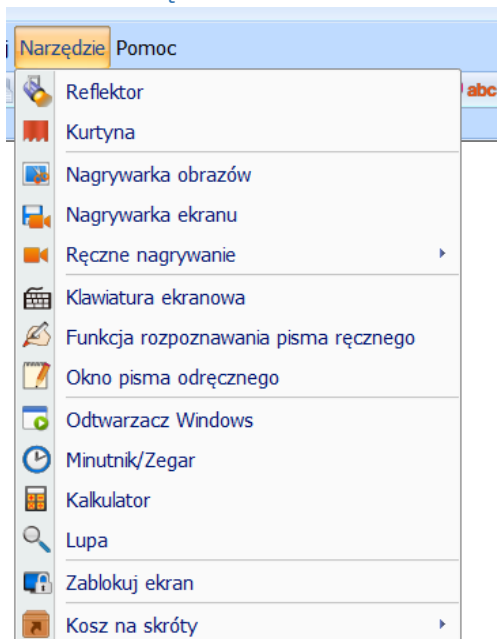 Narzędzie Pomoc
Reflektor
abc
Kurtyna
Nagrywarka obrazów
Nagrywarka ekranu
Ręczne nagrywanie
Klawiatura ekranowa
Funkcja rozpoznawania pisma ręcznego
Okno pisma odręcznego
Odtwarzacz Windows
Minutnik/Zegar
Kalkulator
Lupa
Zablokuj ekran
Kosz na skróty